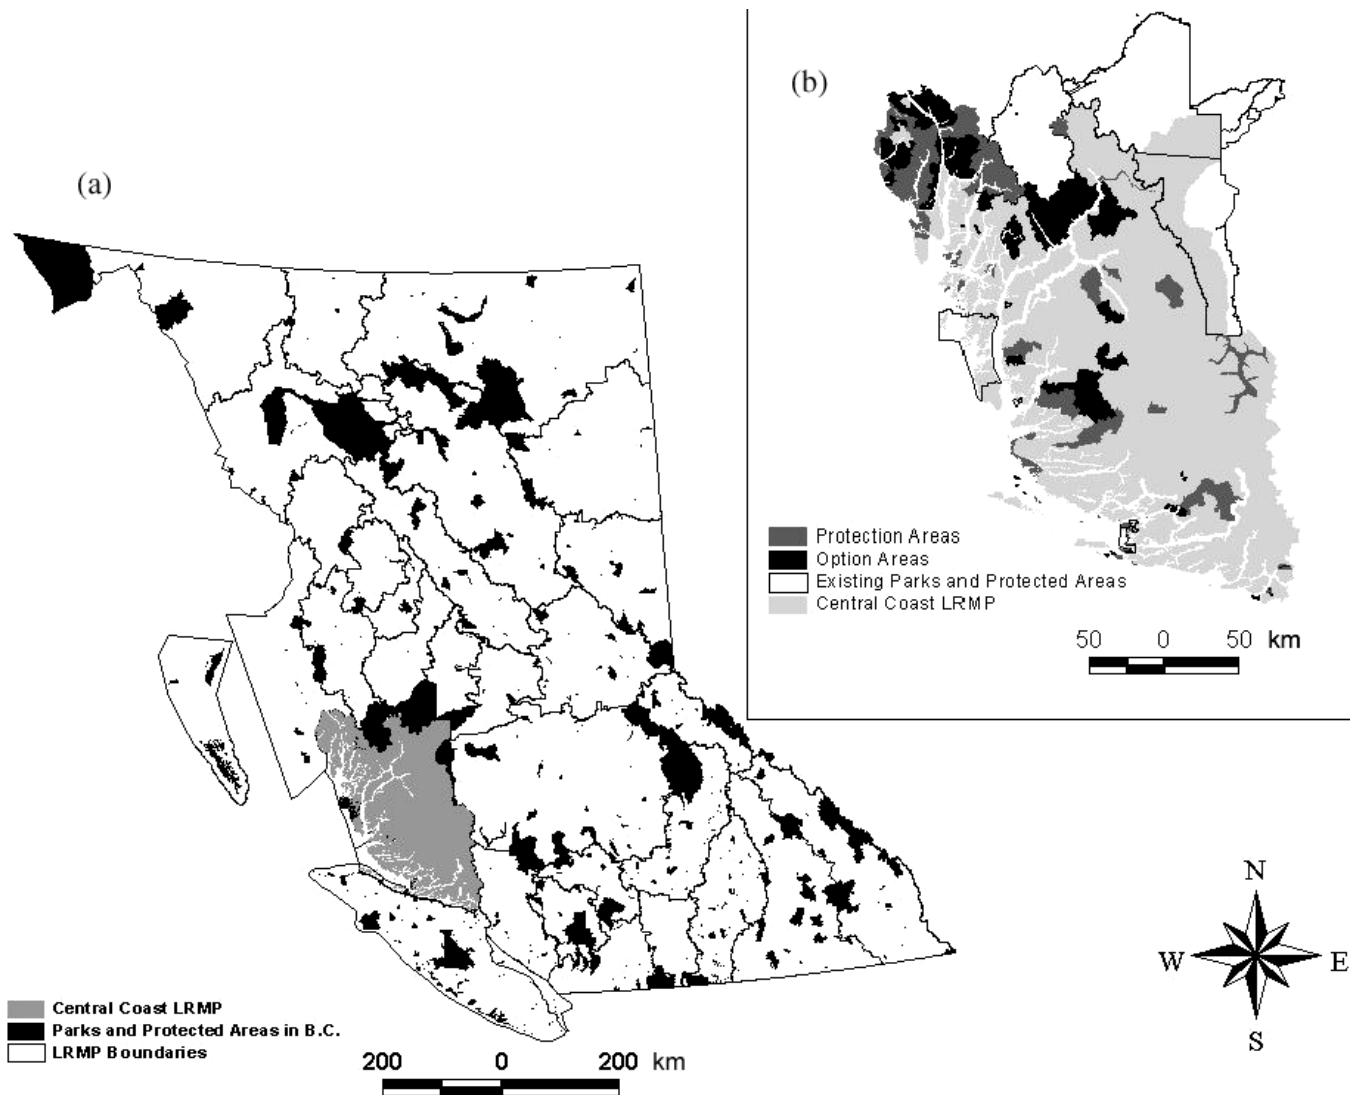 (b)
(a)
Protection Areas
Option Areas
Existing Parks and Protected Areas
Central Coast LRMP
50 0 50 km
N
W E
S
Central Coast LRMP
Parks and Protected Areas in B.C.
LRMP Boundaries
200 0 200 km